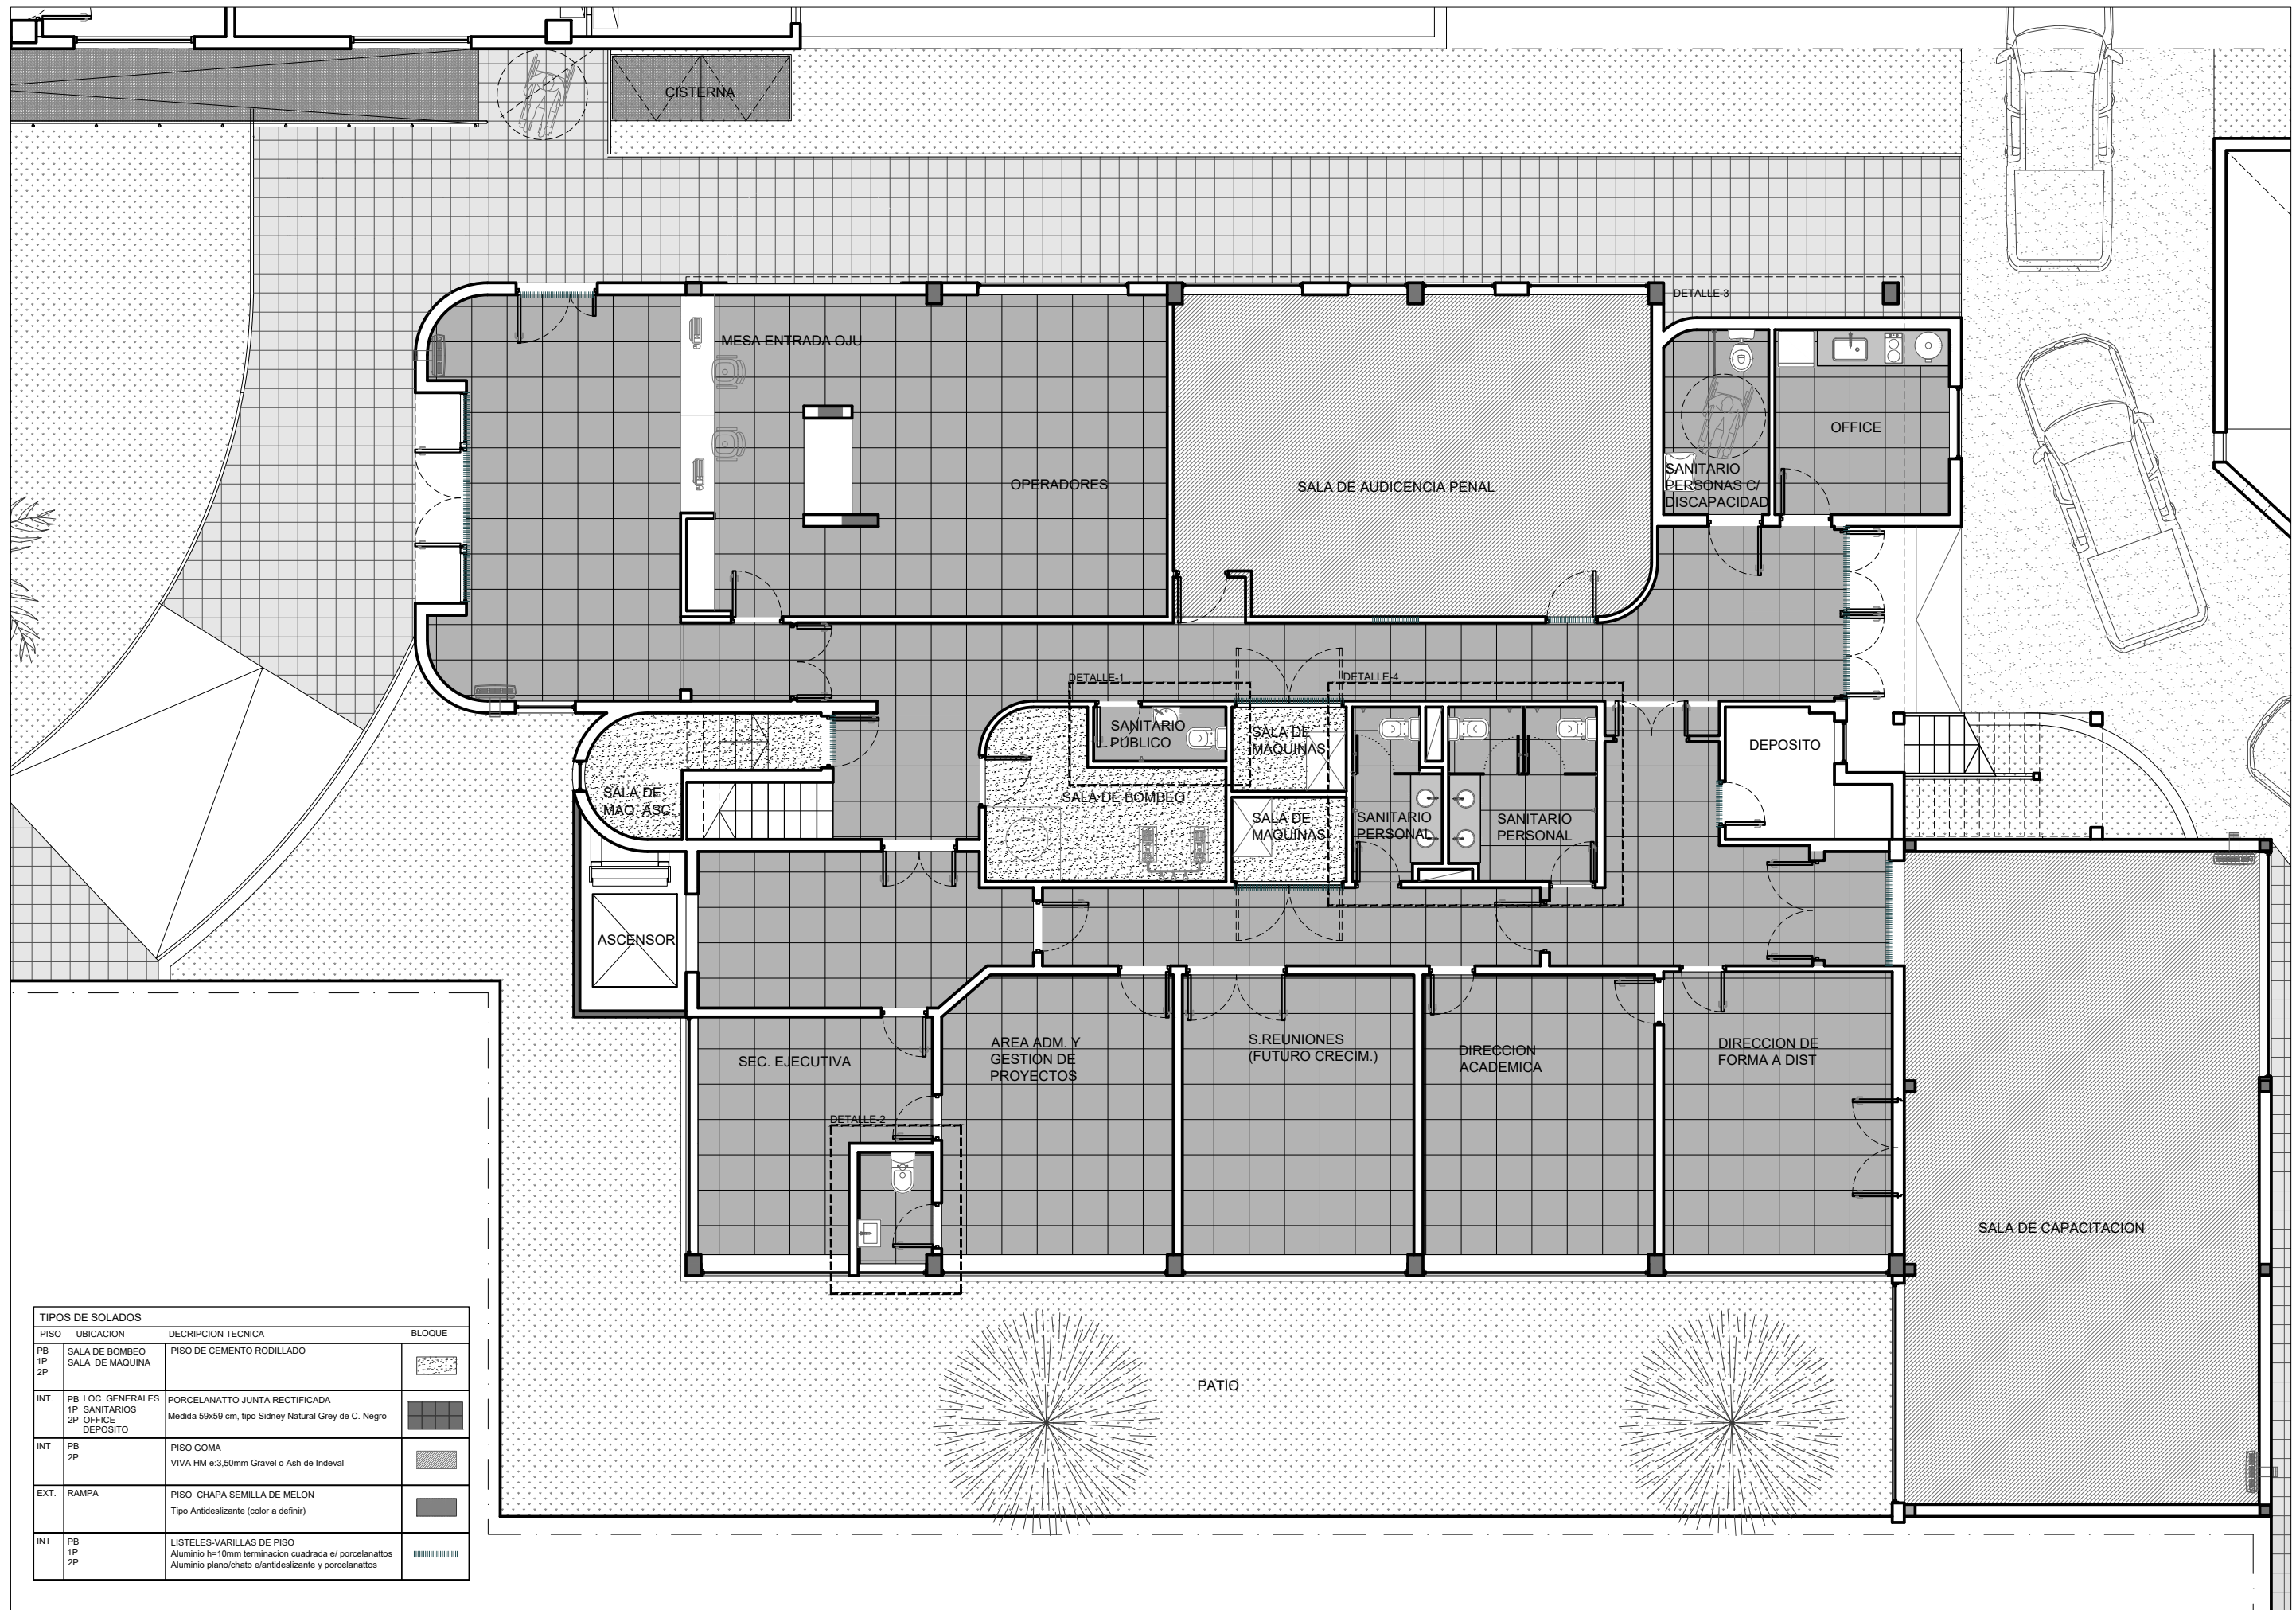 CISTERNA
DETALLE-3
MESA ENTRADA OJU
OFFICE
OPERADORES
SALA DE AUDICENCIA PENAL
SANITARIO
PERSONAS C/
DISCAPACIDAD
DETALLE-1
DETALLE-4
SANITARIO
PUBLICO
SALA DE
MAQUINAS
DEPOSITO
SALA DE
MAQ. ASC.
SALA DE BOMBEO
SALA DE
MAQUINAS
SANITARIO
PERSONAL
SANITARIO
PERSONAL
ASCENSOR
SEC. EJECUTIVA
AREA ADM. Y
GESTION DE
PROYECTOS
S.REUNIONES
(FUTURO CRECIM.)
DIRECCION
ACADEMICA
DIRECCION DE
FORMA A DIST
DETALLE-2
SALA DE CAPACITACION
PATIO
TIPOS DE SOLADOS
PISO UBICACION DECRIPCION TECNICA BLOQUE
PB SALA DE BOMBEO PISO DE CEMENTO RODILLADO
1P SALA DE MAQUINA
2P
INT. PB LOC. GENERALES PORCELANATTO JUNTA RECTIFICADA
1P SANITARIOS Medida 59x59 cm, tipo Sidney Natural Grey de C. Negro
2P OFFICE
DEPOSITO
INT PB PISO GOMA
2P VIVA HM e:3,50mm Gravel o Ash de Indeval
EXT. RAMPA PISO CHAPA SEMILLA DE MELON
Tipo Antideslizante (color a definir)
INT PB LISTELES-VARILLAS DE PISO
1P Aluminio h=10mm terminacion cuadrada e/ porcelanattos
2P Aluminio plano/chato e/antideslizante y porcelanattos